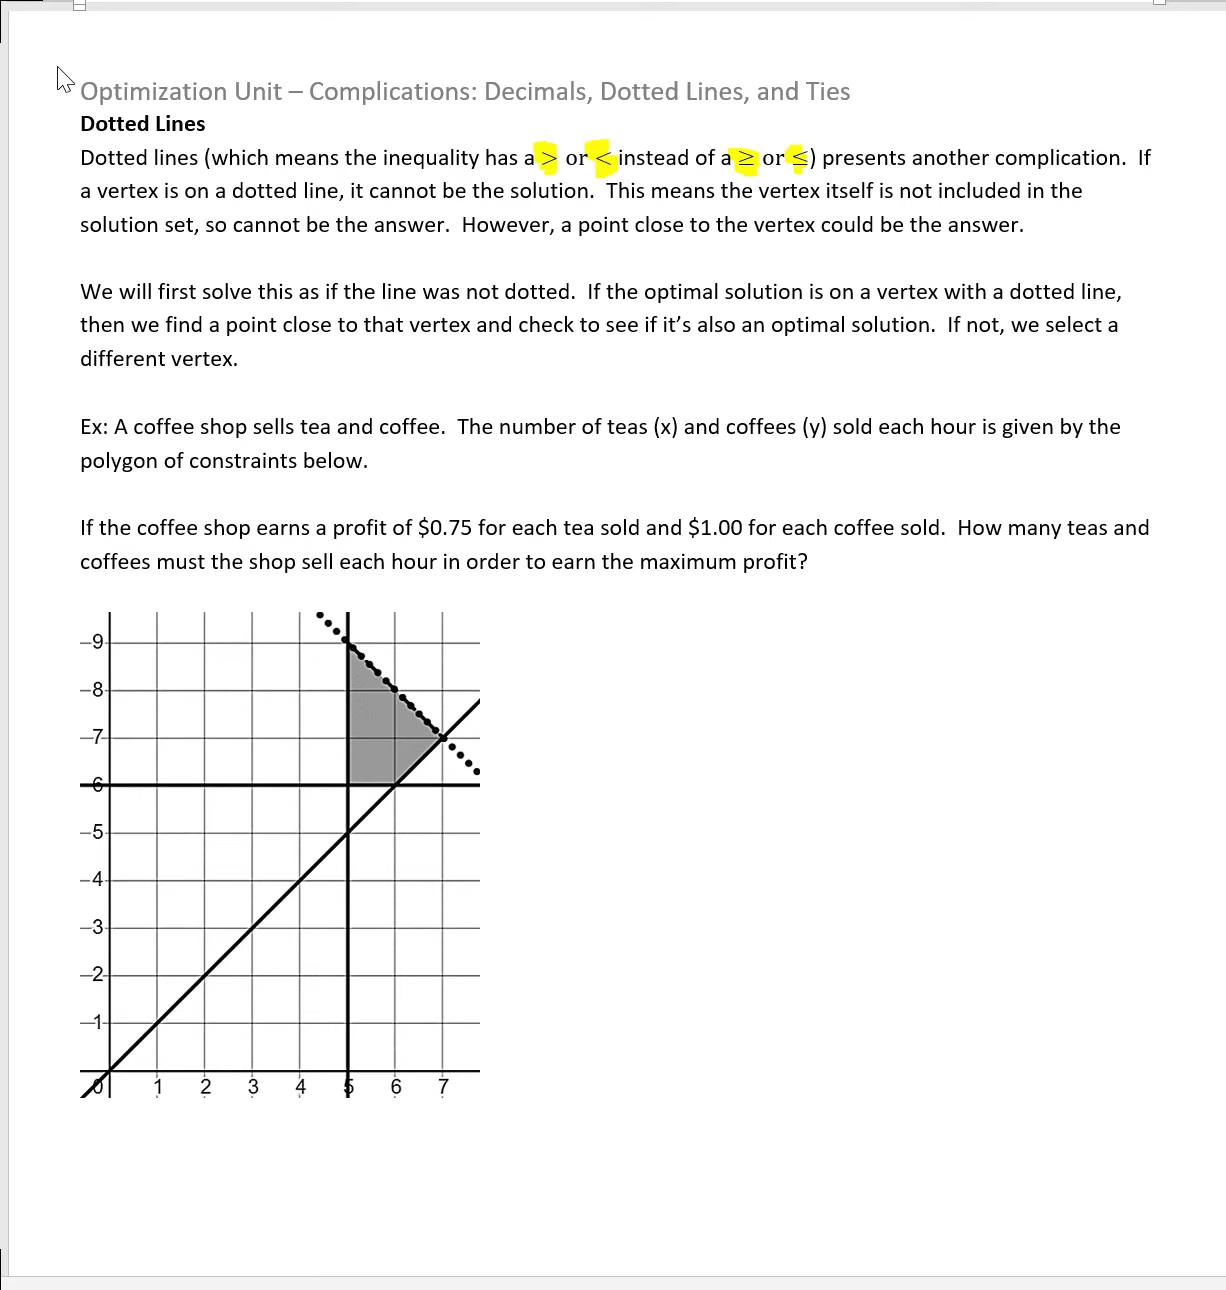 Optimization Unit – Complications: Decimals, Dotted Lines, and Ties
Dotted Lines
Dotted lines (which means the inequality has a > or < instead of a ≥ or ≤) presents another complication.  If
a vertex is on a dotted line, it cannot be the solution.  This means the vertex itself is not included in the
solution set, so cannot be the answer.  However, a point close to the vertex could be the answer.
We will first solve this as if the line was not dotted.  If the optimal solution is on a vertex with a dotted line,
then we find a point close to that vertex and check to see if it’s also an optimal solution.  If not, we select a
different vertex.
Ex: A coffee shop sells tea and coffee.  The number of teas (x) and coffees (y) sold each hour is given by the
polygon of constraints below.
If the coffee shop earns a profit of $0.75 for each tea sold and $1.00 for each coffee sold.  How many teas and
coffees must the shop sell each hour in order to earn the maximum profit?
9
8
7
6
5
4
3
2
1
0 1 2 3 4 5 6 7